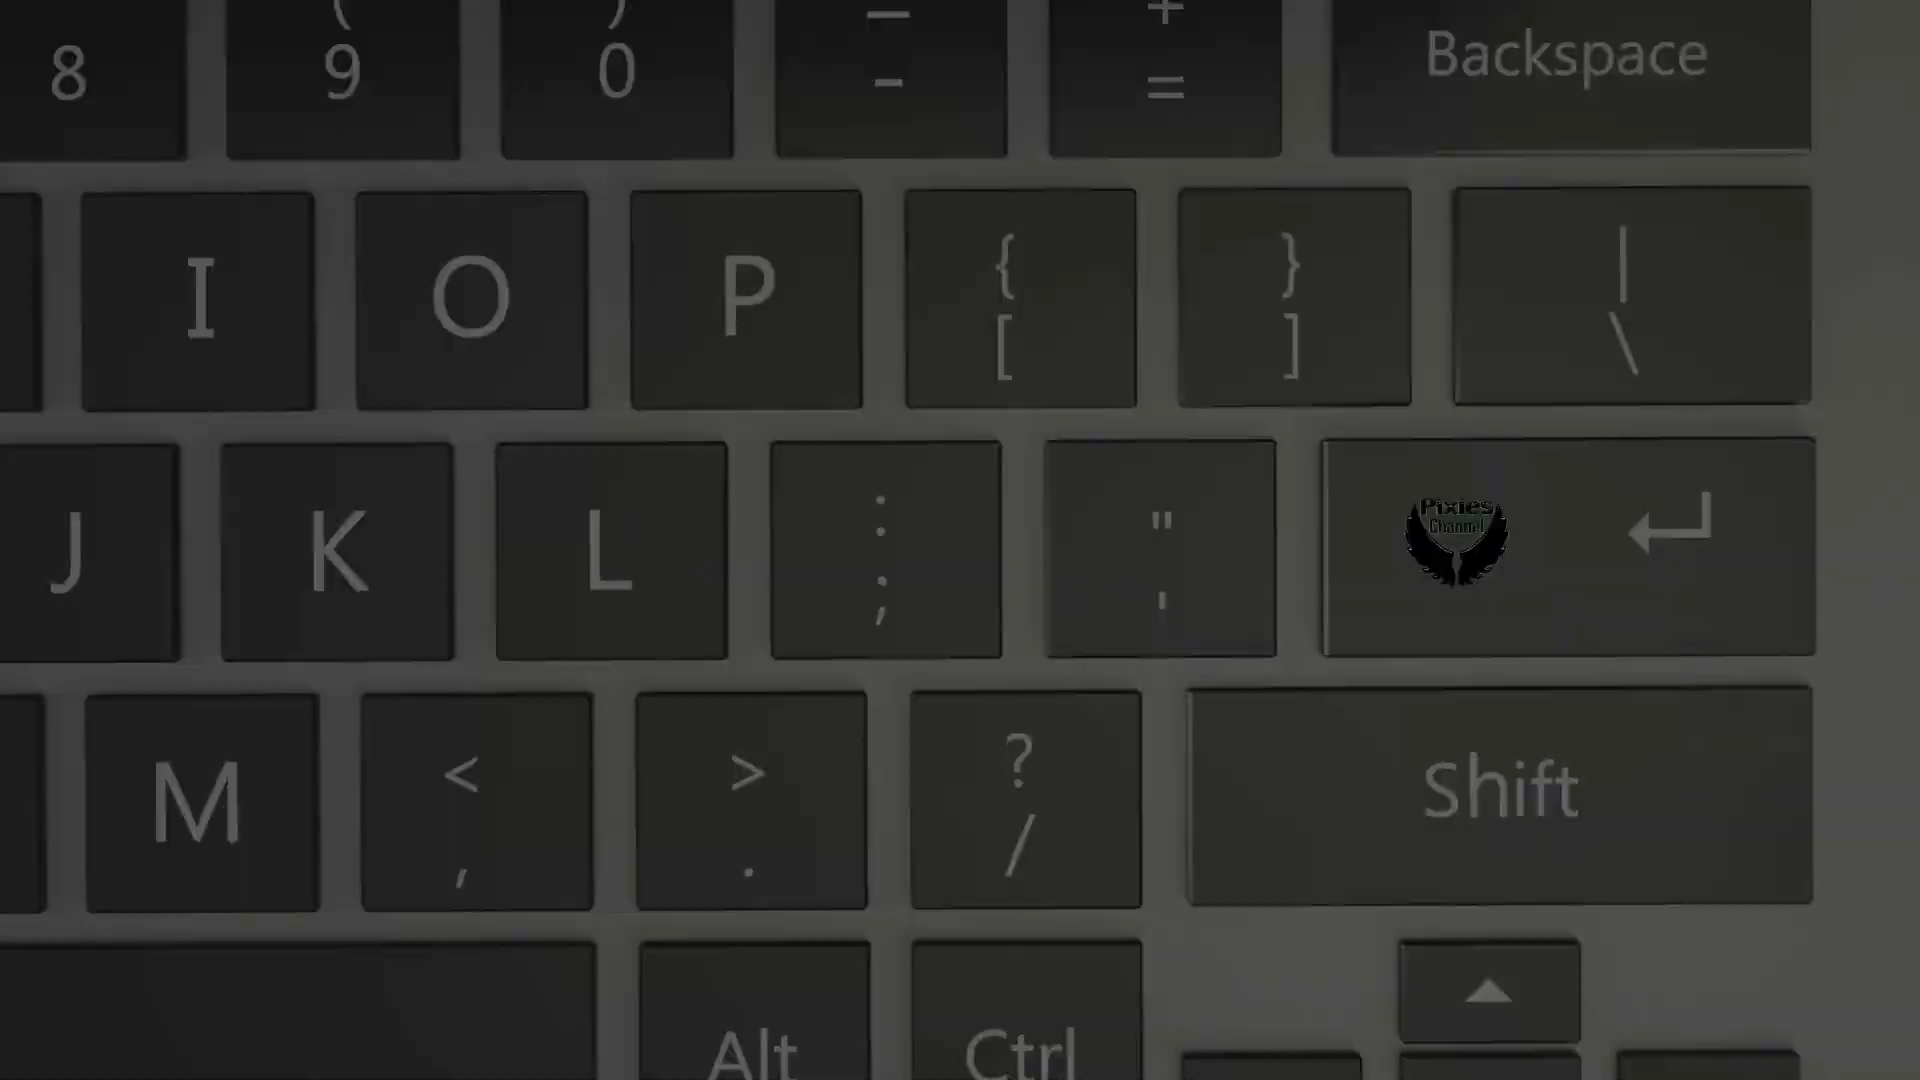 ( ) _ +
8 9 0 - = Backspace
I O P { } |
[ ] \
J K L : "
; '
Pixies
Channel
M < > ? Shift
, . /
Alt Ctrl